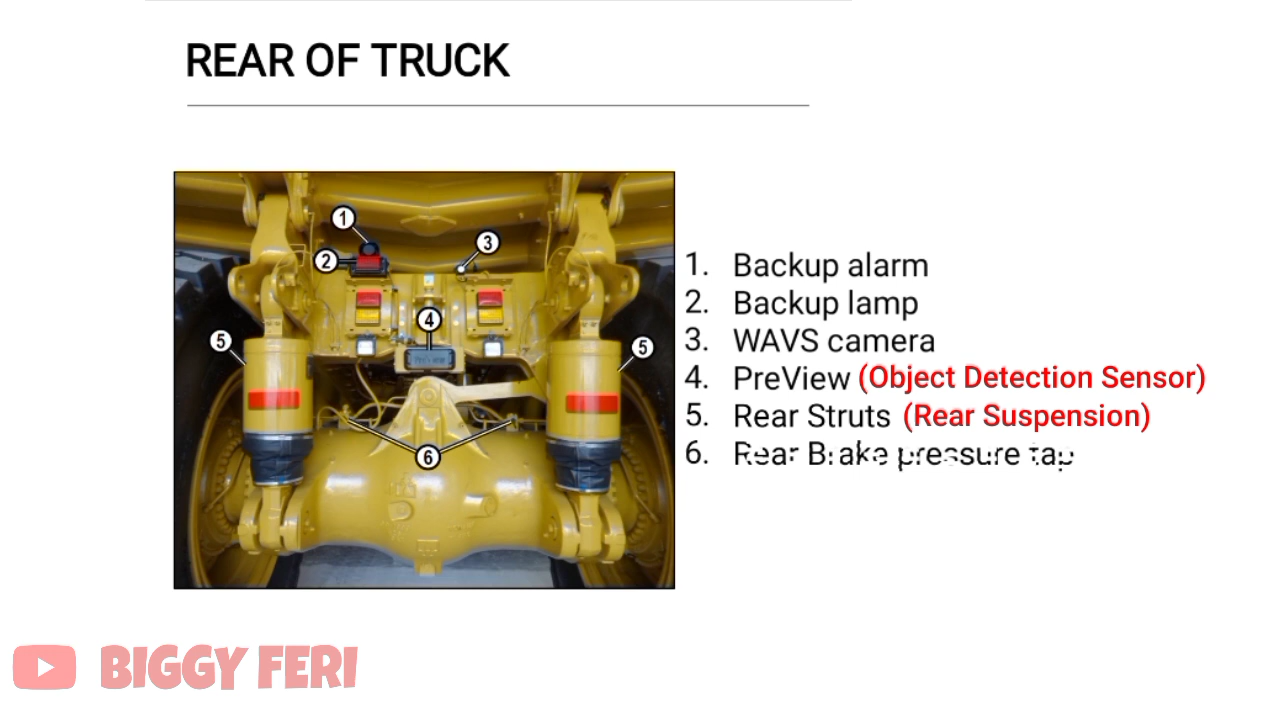 REAR OF TRUCK
1
2
3
4
5
5
6
1. Backup alarm
2. Backup lamp
3. WAVS camera
4. PreView (Object Detection Sensor)
5. Rear Struts (Rear Suspension)
6. Rear Brake pressure tap
BIGGY FERI